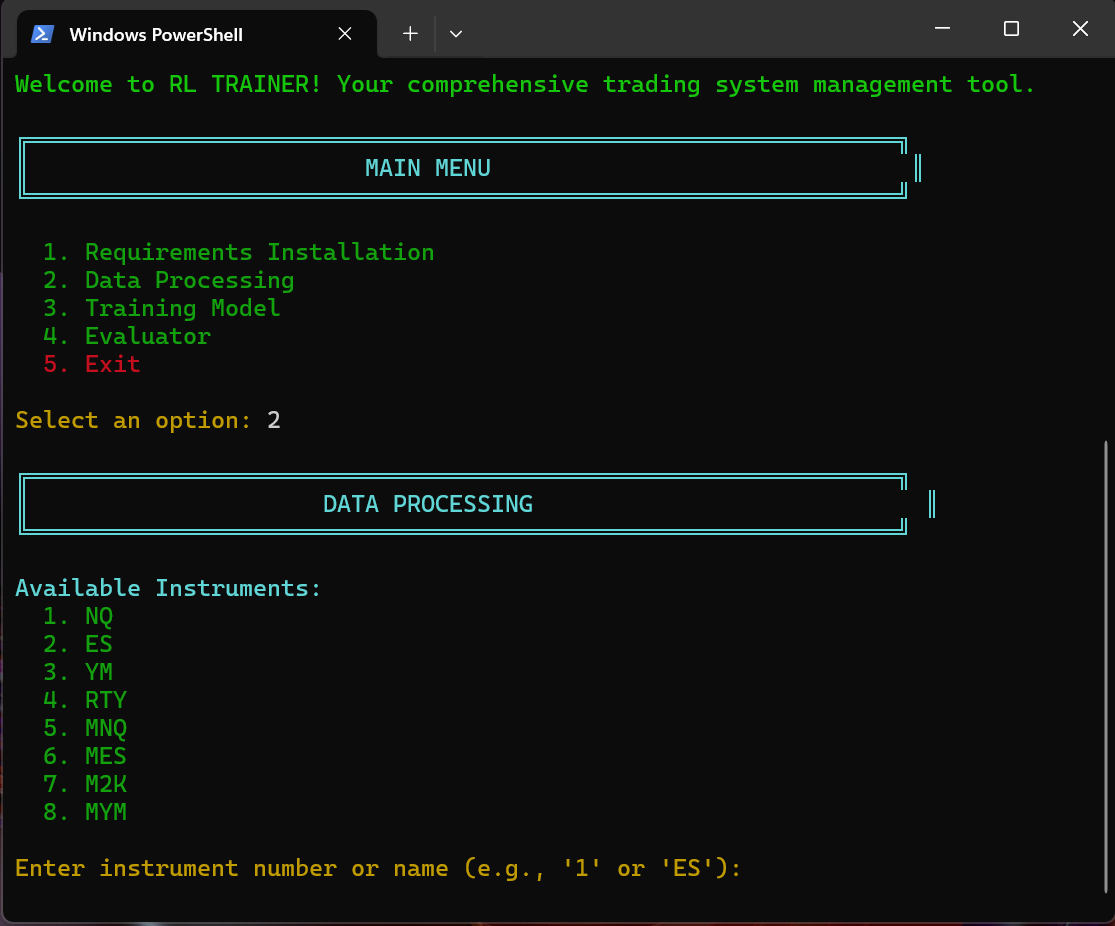 Windows PowerShell
Welcome to RL TRAINER! Your comprehensive trading system management tool.
MAIN MENU
1. Requirements Installation
2. Data Processing
3. Training Model
4. Evaluator
5. Exit
Select an option: 2
DATA PROCESSING
Available Instruments:
1. NQ
2. ES
3. YM
4. RTY
5. MNQ
6. MES
7. M2K
8. MYM
Enter instrument number or name (e.g., '1' or 'ES'):